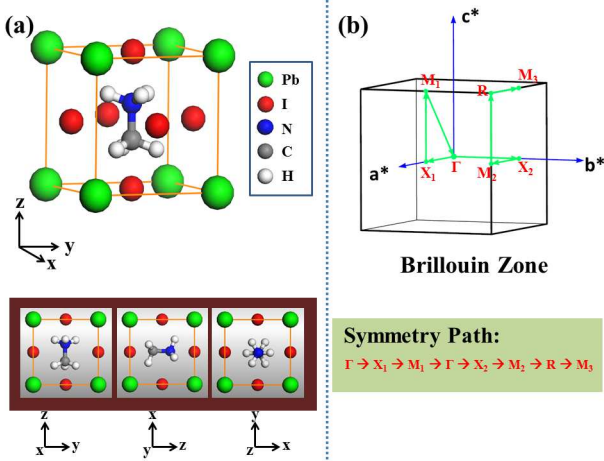 (a)
Pb
I
N
C
H
z
y
x
z
x
y
x
y
z
y
z
x
(b)
c*
M₁
M₃
R
a*
X₁
Γ
M₂
X₂
b*
Brillouin Zone
Symmetry Path:
Γ → X₁ → M₁ → Γ → X₂ → M₂ → R → M₃